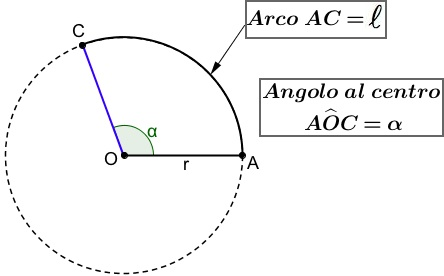 C
Arco AC = ℓ
Angolo al centro
AÔC = α
α
O
r
A